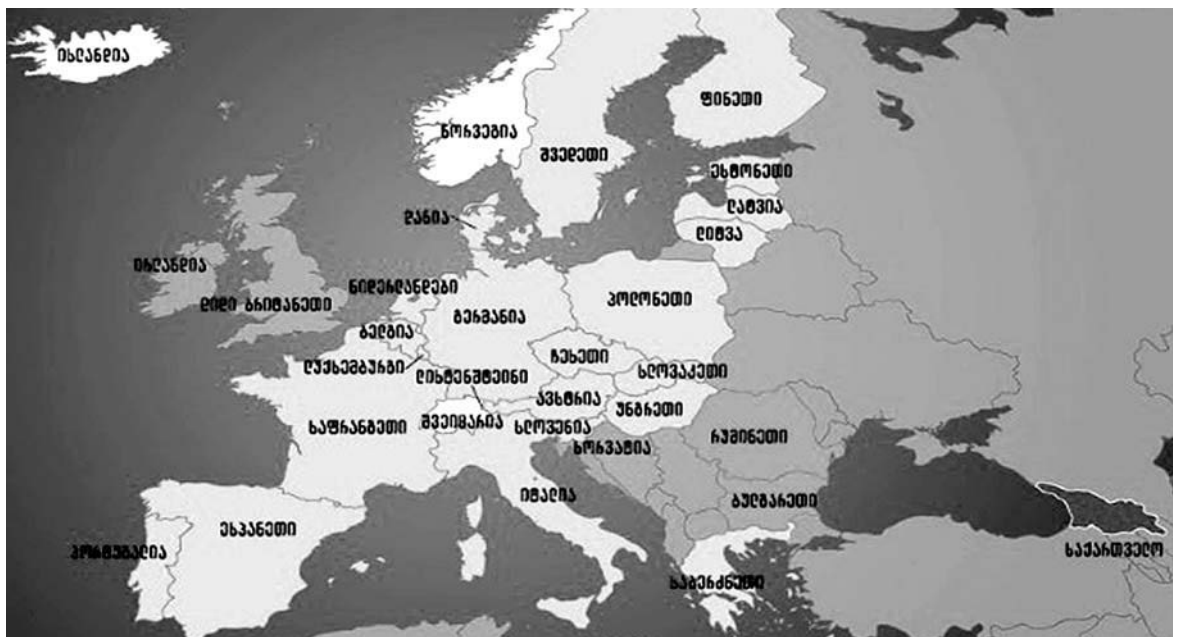 ისლანდია
ნორვეგია
შვედეთი
ფინეთი
ესტონეთი
ლატვია
ლიტვა
დანია
ირლანდია
დიდი ბრიტანეთი
ნიდერლანდები
ბელგია
გერმანია
პოლონეთი
ლუქსემბურგი
ლიხტენშტეინი
ჩეხეთი
სლოვაკეთი
ავსტრია
უნგრეთი
საფრანგეთი
შვეიცარია
სლოვენია
ხორვატია
რუმინეთი
იტალია
ბულგარეთი
ესპანეთი
პორტუგალია
საბერძნეთი
საქართველო